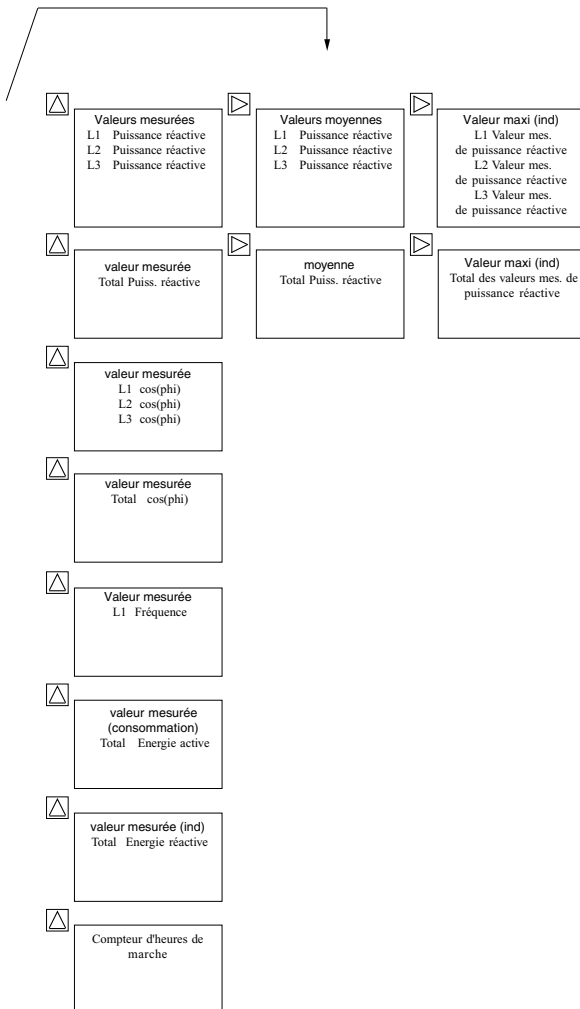 Valeurs mesurées
L1 Puissance réactive
L2 Puissance réactive
L3 Puissance réactive
Valeurs moyennes
L1 Puissance réactive
L2 Puissance réactive
L3 Puissance réactive
Valeur maxi (ind)
L1 Valeur mes.
de puissance réactive
L2 Valeur mes.
de puissance réactive
L3 Valeur mes.
de puissance réactive
valeur mesurée
Total Puiss. réactive
moyenne
Total Puiss. réactive
Valeur maxi (ind)
Total des valeurs mes. de
puissance réactive
valeur mesurée
L1 cos(phi)
L2 cos(phi)
L3 cos(phi)
valeur mesurée
Total cos(phi)
Valeur mesurée
L1 Fréquence
valeur mesurée
(consommation)
Total Energie active
valeur mesurée (ind)
Total Energie réactive
Compteur d'heures de
marche